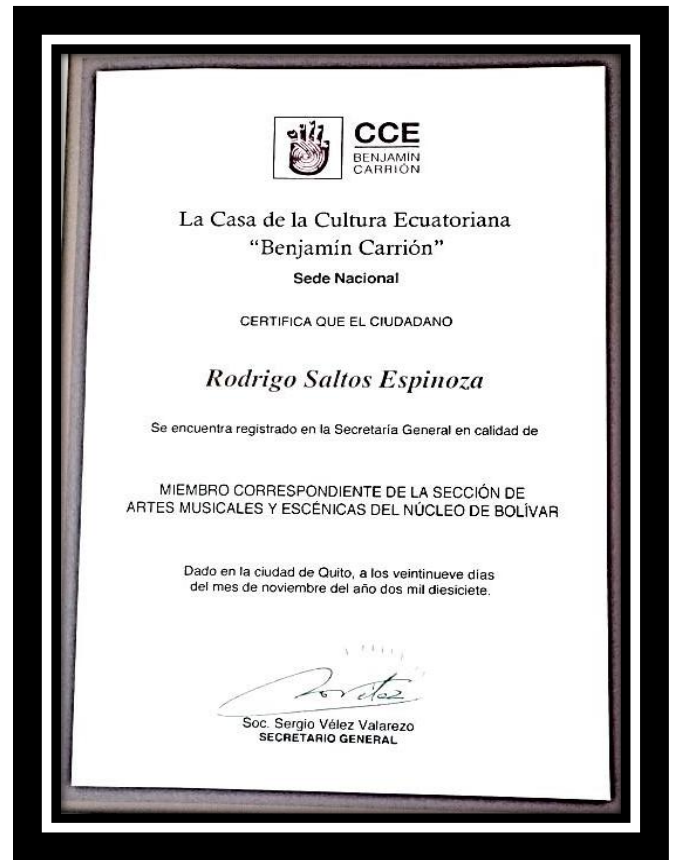 CCE
BENJAMÍN
CARRIÓN
La Casa de la Cultura Ecuatoriana
“Benjamín Carrión”
Sede Nacional
CERTIFICA QUE EL CIUDADANO
Rodrigo Saltos Espinoza
Se encuentra registrado en la Secretaría General en calidad de
MIEMBRO CORRESPONDIENTE DE LA SECCIÓN DE
ARTES MUSICALES Y ESCÉNICAS DEL NÚCLEO DE BOLÍVAR
Dado en la ciudad de Quito, a los veintinueve días
del mes de noviembre del año dos mil diesiciete.
Soc. Sergio Vélez Valarezo
SECRETARIO GENERAL